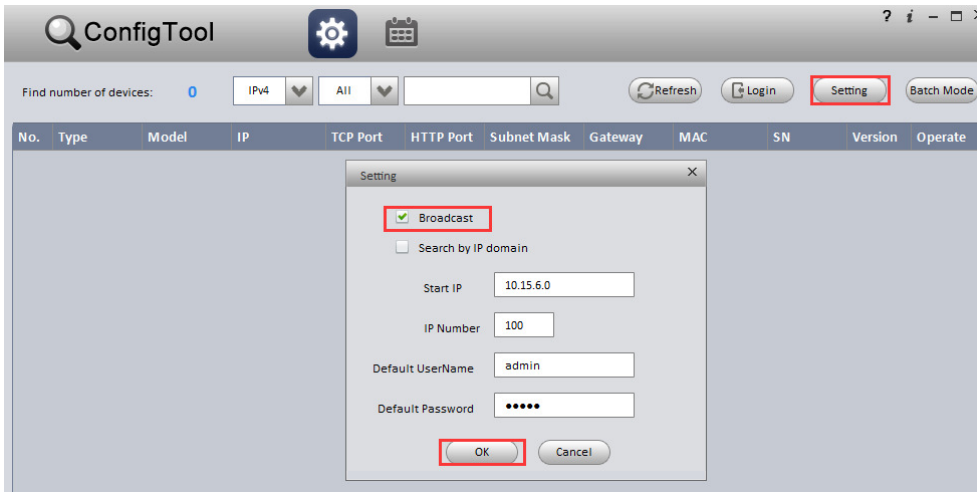 ConfigTool
? i
Find number of devices: 0 IPv4 All Refresh Login Setting Batch Mode
No. Type Model IP TCP Port HTTP Port Subnet Mask Gateway MAC SN Version Operate
Setting
Broadcast
Search by IP domain
Start IP 10.15.6.0
IP Number 100
Default UserName admin
Default Password •••••
OK Cancel